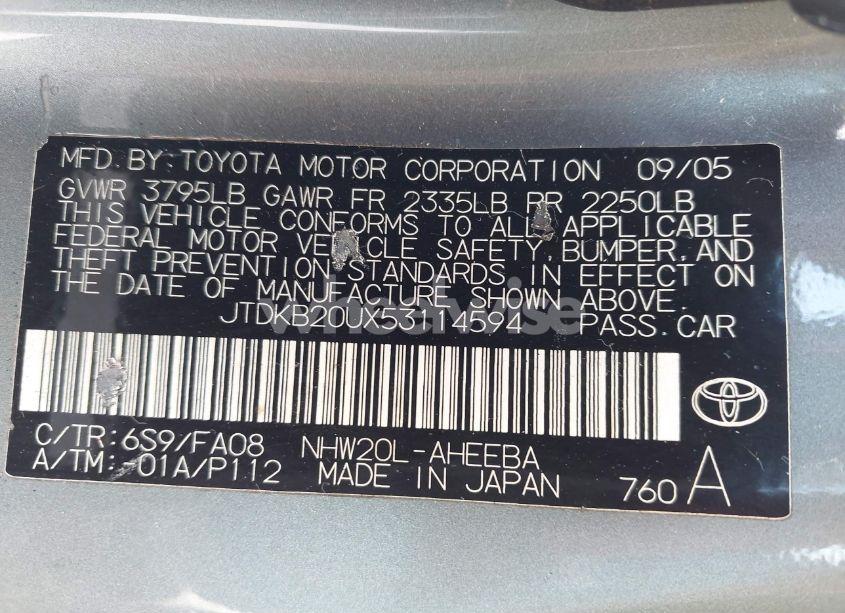 MFD. BY: TOYOTA MOTOR CORPORATION 09/05
GVWR 3795LB GAWR FR 2335LB RR 2250LB
THIS VEHICLE CONFORMS TO ALL APPLICABLE
FEDERAL MOTOR VEHICLE SAFETY, BUMPER, AND
THEFT PREVENTION STANDARDS IN EFFECT ON
THE DATE OF MANUFACTURE SHOWN ABOVE.
JTDKB20UX53114594 PASS. CAR
wheelwise
C/TR: 6S9/FA08 NHW20L-AHEEBA
A/TM: -01A/P112 MADE IN JAPAN 760 A